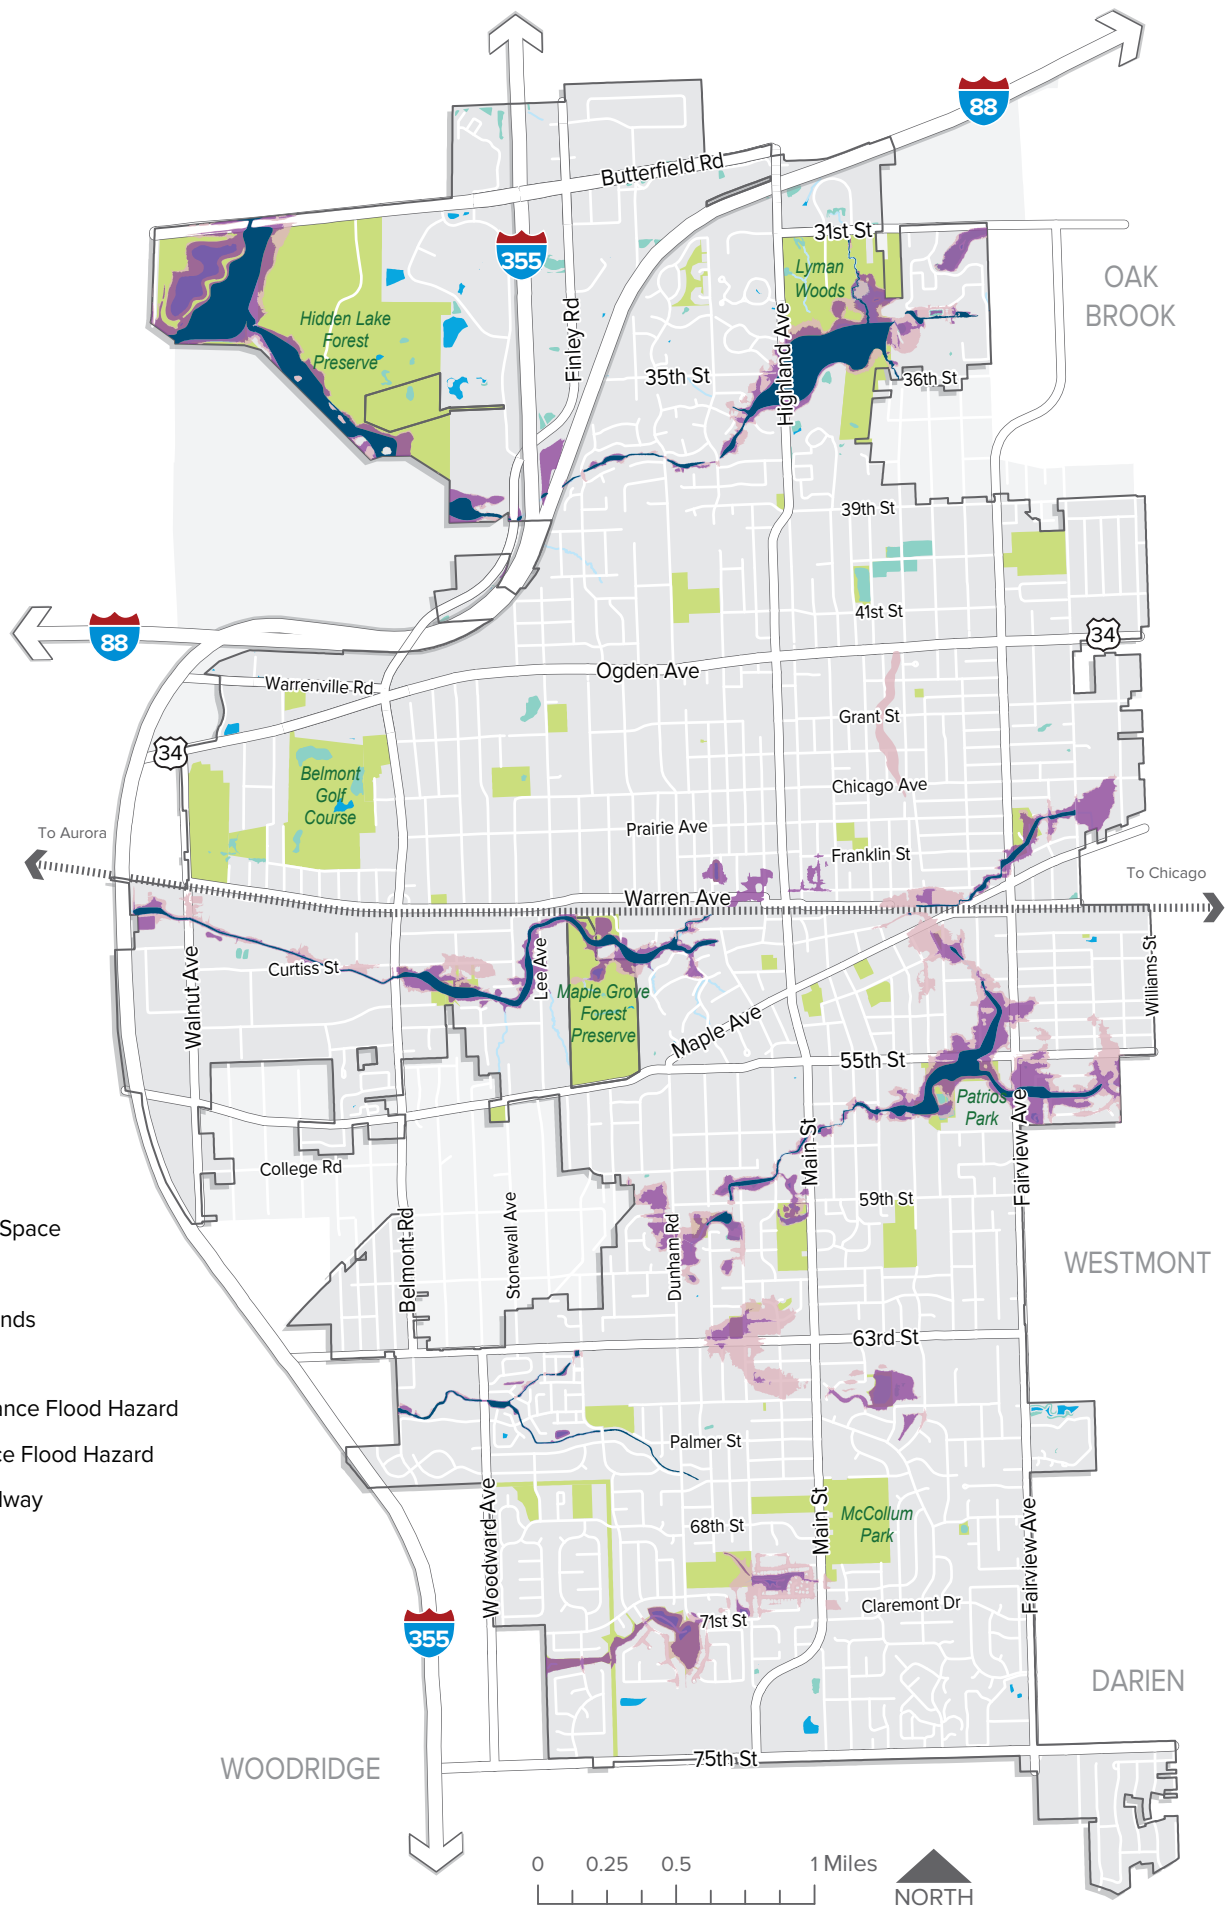 88
Butterfield Rd
31st St
355
Lyman
Woods
OAK
BROOK
Hidden Lake
Forest
Preserve
Finley Rd
Highland Ave
35th St
36th St
39th St
41st St
88
34
Ogden Ave
Warrenville Rd
Grant St
34
Belmont
Golf
Course
Chicago Ave
To Aurora
Prairie Ave
Franklin St
To Chicago
Warren Ave
Curtiss St
Lee Ave
Walnut Ave
Maple Grove
Forest
Preserve
Williams St
Maple Ave
55th St
Patrios
Park
Fairview Ave
Main St
College Rd
59th St
Space
Belmont Rd
Stonewall Ave
Dunham Rd
WESTMONT
nds
63rd St
ance Flood Hazard
Palmer St
ce Flood Hazard
dway
Woodward Ave
Main St
McCollum
Park
68th St
Fairview Ave
Claremont Dr
71st St
355
DARIEN
WOODRIDGE
75th St
0 0.25 0.5 1 Miles
NORTH